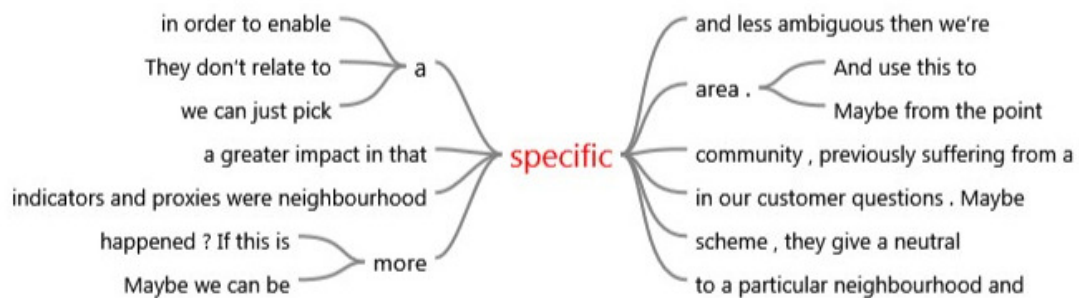 in order to enable
They don't relate to
we can just pick
a
a greater impact in that
indicators and proxies were neighbourhood
happened ? If this is
Maybe we can be
more
specific
and less ambiguous then we're
area .
And use this to
Maybe from the point
community , previously suffering from a
in our customer questions . Maybe
scheme , they give a neutral
to a particular neighbourhood and